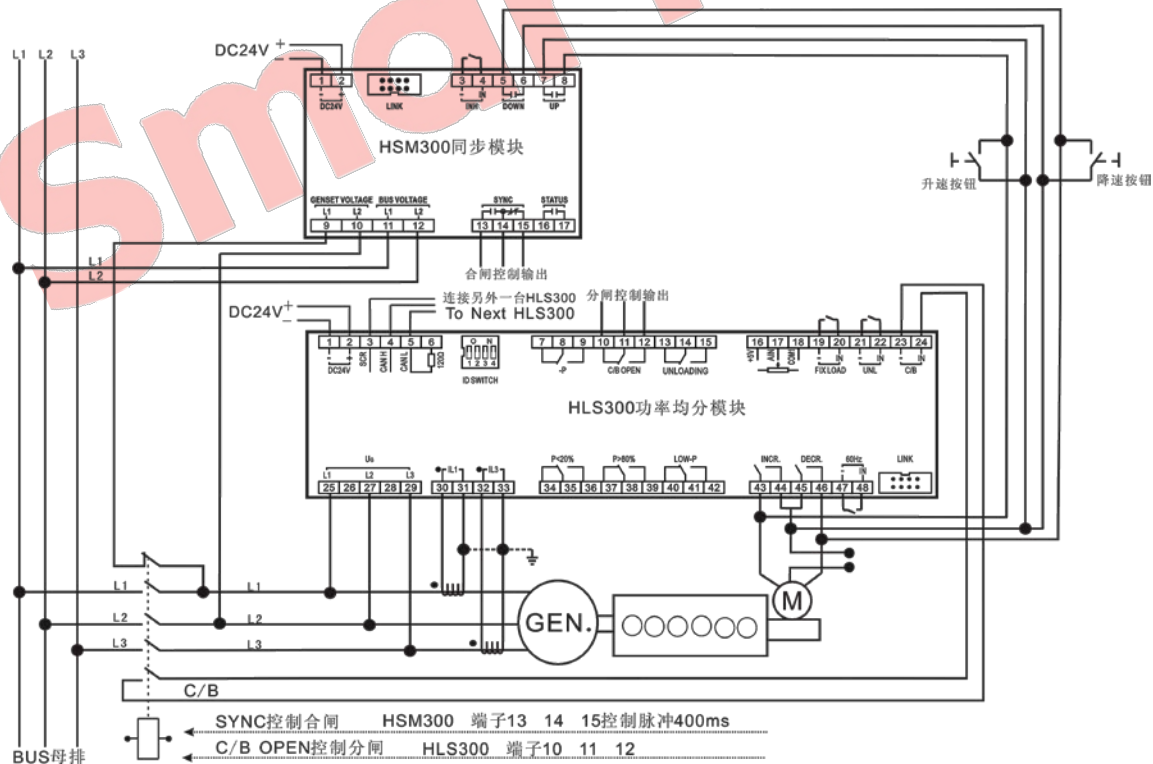 Smar
L1 L2 L3
DC24V + −
1 2 3 4 5 6 7 8
- + - IN
DC24V LINK INH DOWN UP
HSM300同步模块
升速按钮
降速按钮
GENSET VOLTAGE BUS VOLTAGE SYNC STATUS
L1 L2 L1 L2
9 10 11 12 13 14 15 16 17
L1
L2
合闸控制输出
连接另外一台HLS300 分闸控制输出
DC24V + −
To Next HLS300
1 2 3 4 5 6 7 8 9 10 11 12 13 14 15 16 17 18 19 20 21 22 23 24
- + SCR CAN H CAN L 120Ω O N +5V AIN COM - IN - IN - IN
DC24V 1 2 3 4 -P C/B OPEN UNLOADING FIX LOAD UNL C/B
ID SWITCH
HLS300功率均分模块
Us IL1 IL3 P<20% P>80% LOW-P INCR. DECR. 60Hz LINK
L1 L2 L3 - IN
25 26 27 28 29 30 31 32 33 34 35 36 37 38 39 40 41 42 43 44 45 46 47 48
L1 L1
L2 L2
L3 L3
GEN.
M
C/B
SYNC控制合闸 HSM300 端子13 14 15控制脉冲400ms
C/B OPEN控制分闸 HLS300 端子10 11 12
BUS母排